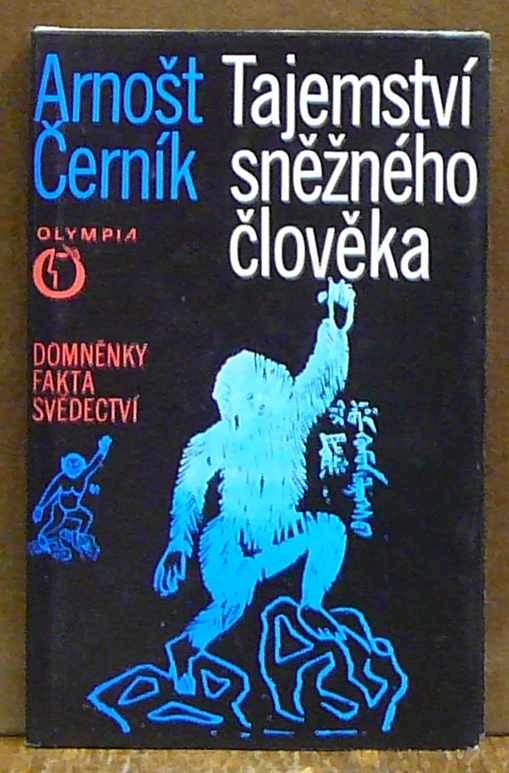 Arnošt
Černík
Tajemství
sněžného
člověka
OLYMPIA
DOMNĚNKY
FAKTA
SVĚDECTVÍ